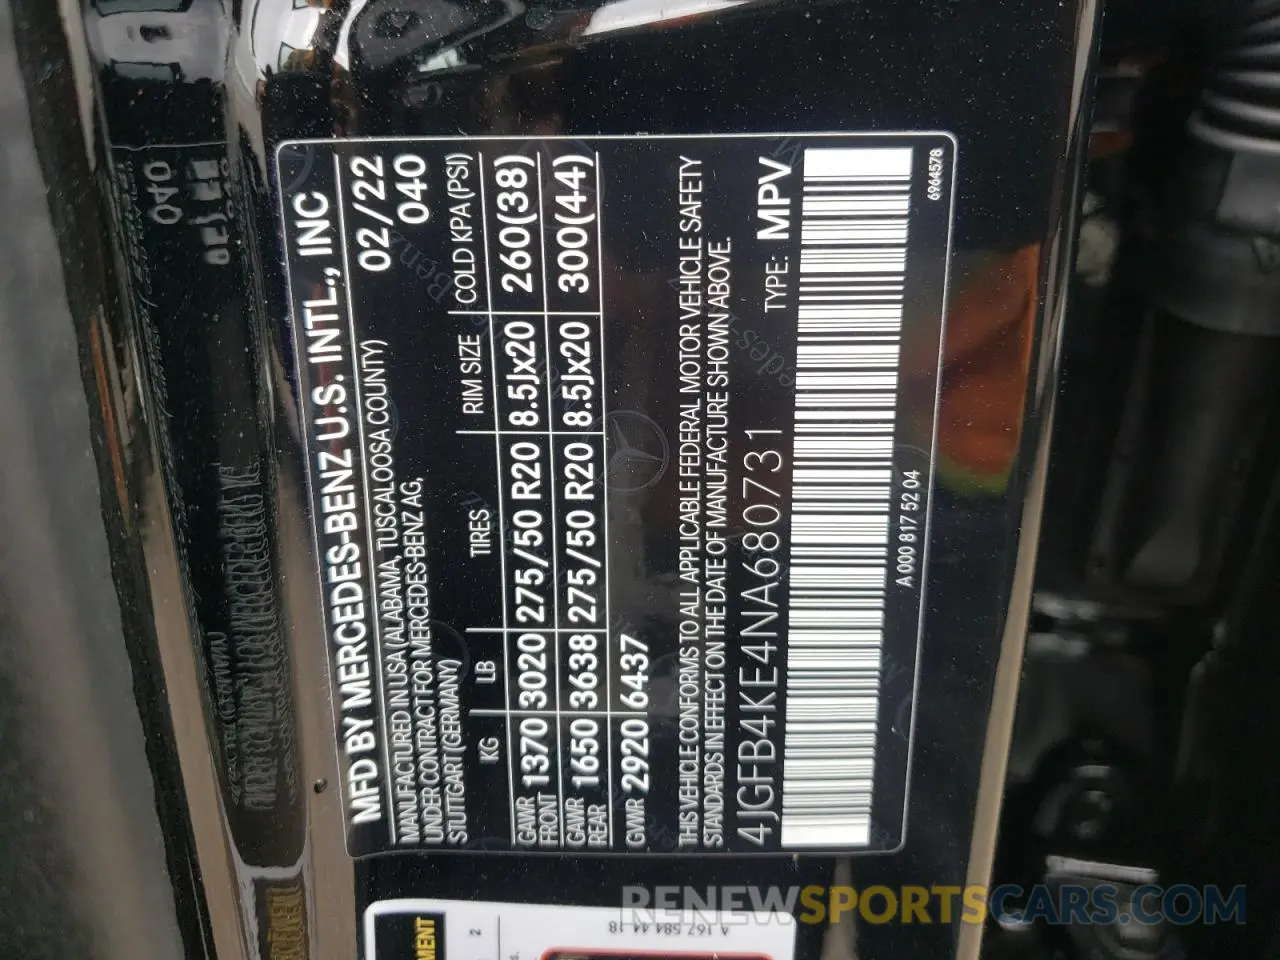 MFD BY MERCEDES-BENZ U.S. INTL., INC
MANUFACTURED IN USA (ALABAMA, TUSCALOOSA COUNTY) 02/22
UNDER CONTRACT FOR MERCEDES-BENZ AG, 040
STUTTGART (GERMANY)
KG LB TIRES RIM SIZE COLD KPA (PSI)
GAWR FRONT 1370 3020 275/50 R20 8.5Jx20 260(38)
GAWR REAR 1650 3638 275/50 R20 8.5Jx20 300(44)
GVWR 2920 6437
THIS VEHICLE CONFORMS TO ALL APPLICABLE FEDERAL MOTOR VEHICLE SAFETY
STANDARDS IN EFFECT ON THE DATE OF MANUFACTURE SHOWN ABOVE.
4JGFB4KE4NA680731 TYPE: MPV
A 000 817 52 04
6964578
MENT
2
A 167 584 44 18
RENEWSPORTSCARS.COM